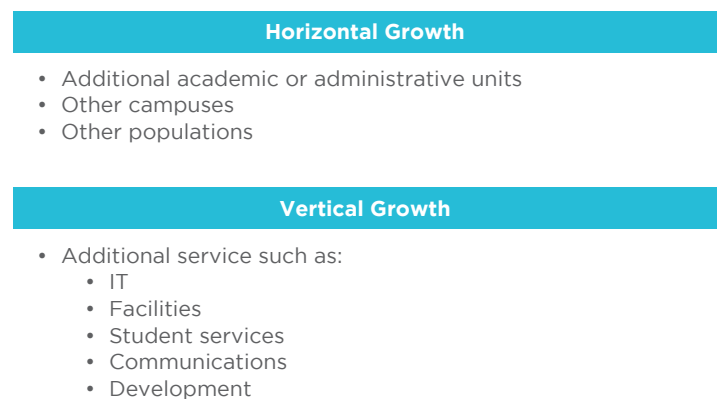 Horizontal Growth
• Additional academic or administrative units
• Other campuses
• Other populations
Vertical Growth
• Additional service such as:
• IT
• Facilities
• Student services
• Communications
• Development